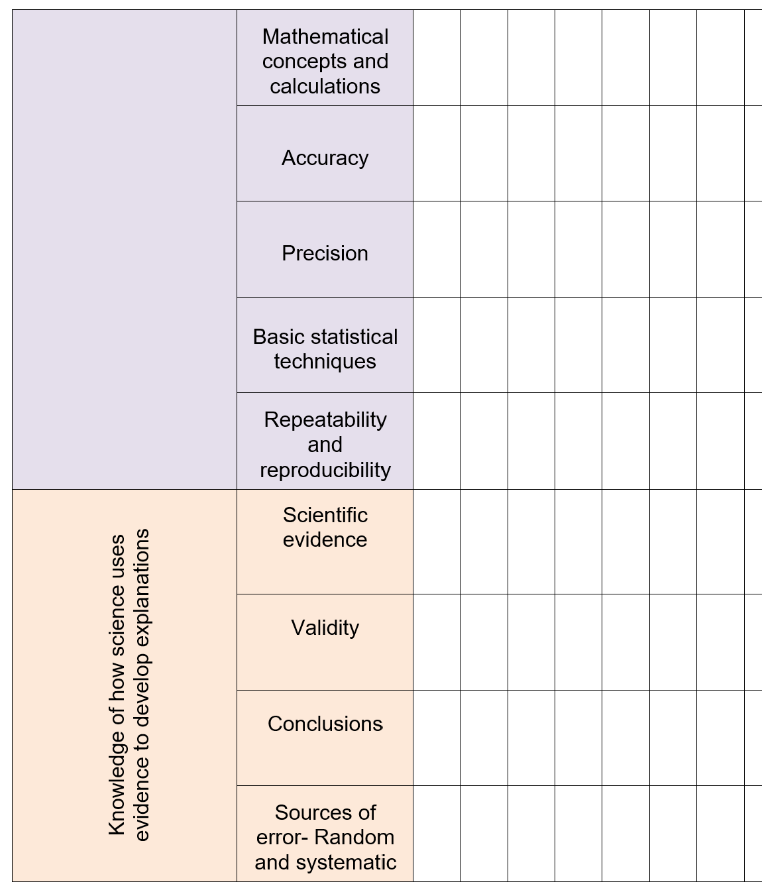 Mathematical
concepts and
calculations
Accuracy
Precision
Basic statistical
techniques
Repeatability
and
reproducibility
Knowledge of how science uses
evidence to develop explanations
Scientific
evidence
Validity
Conclusions
Sources of
error- Random
and systematic